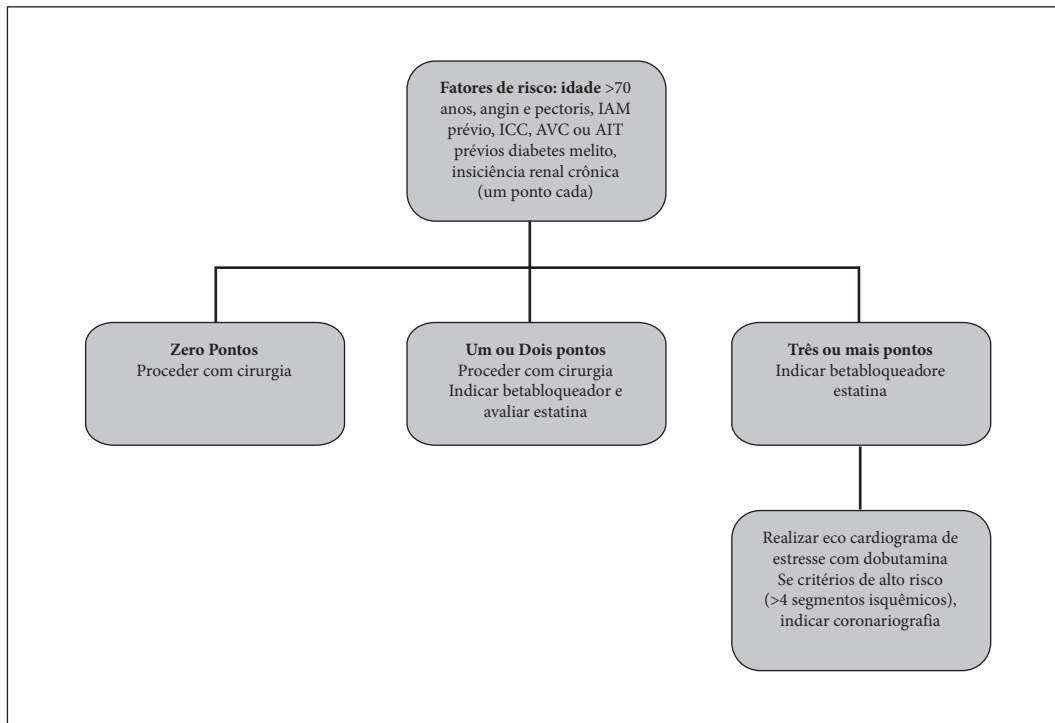 Fatores de risco: idade >70
anos, angin e pectoris, IAM
prévio, ICC, AVC ou AIT
prévios diabetes melito,
insiciência renal crônica
(um ponto cada)
Zero Pontos
Proceder com cirurgia
Um ou Dois pontos
Proceder com cirurgia
Indicar betabloqueador e
avaliar estatina
Três ou mais pontos
Indicar betabloqueadore
estatina
Realizar eco cardiograma de
estresse com dobutamina
Se critérios de alto risco
(>4 segmentos isquêmicos),
indicar coronariografia